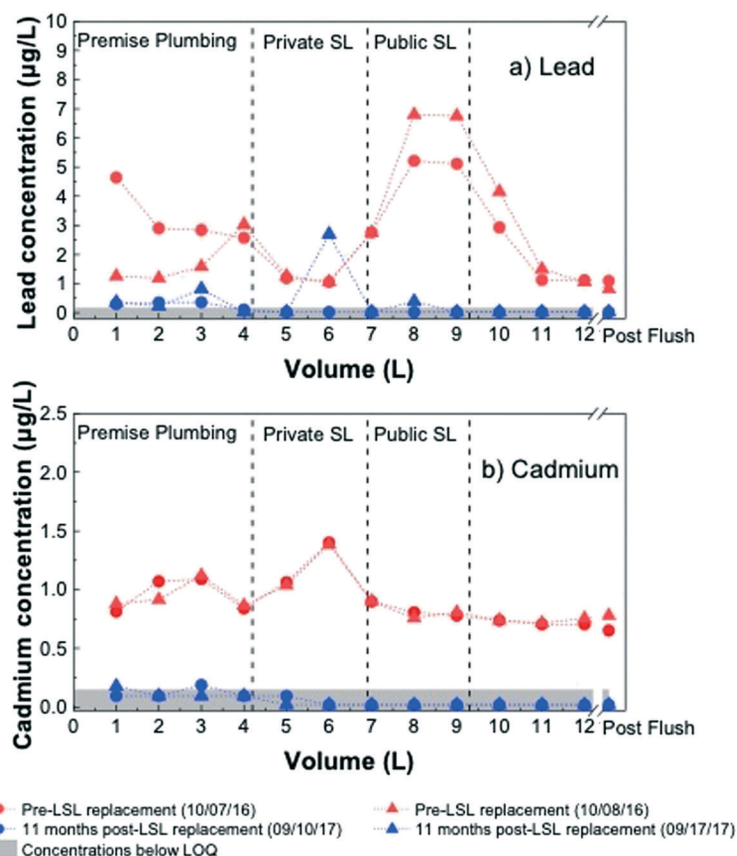 Lead concentration (µg/L)
10
9
8
7
6
5
4
3
2
1
0
Premise Plumbing
Private SL
Public SL
a) Lead
0 1 2 3 4 5 6 7 8 9 10 11 12 Post Flush
Volume (L)
Cadmium concentration (µg/L)
2.5
2.0
1.5
1.0
0.5
0.0
Premise Plumbing
Private SL
Public SL
b) Cadmium
0 1 2 3 4 5 6 7 8 9 10 11 12 Post Flush
Volume (L)
Pre-LSL replacement (10/07/16)
Pre-LSL replacement (10/08/16)
11 months post-LSL replacement (09/10/17)
11 months post-LSL replacement (09/17/17)
Concentrations below LOQ